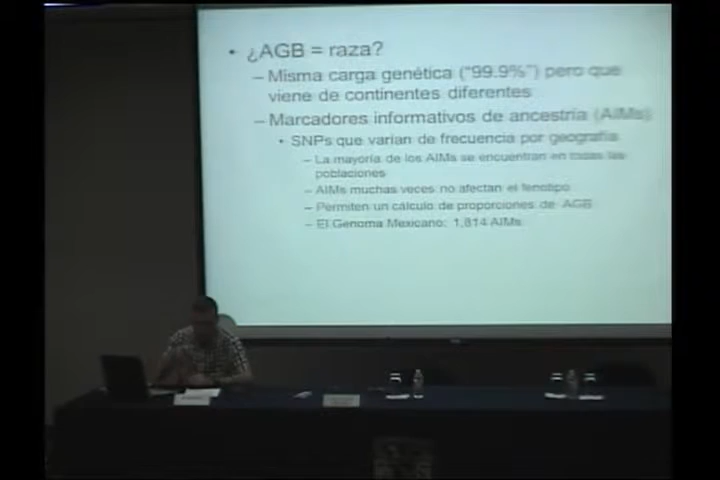 • ¿AGB = raza?
– Misma carga genética ("99.9%") pero que
viene de continentes diferentes
– Marcadores informativos de ancestría (AIMs)
• SNPs que varían de frecuencia por geografía
– La mayoría de los AIMs se encuentran en todas las
poblaciones
– AIMs muchas veces no afectan el fenotipo
– Permiten un cálculo de proporciones de AGB
– El Genoma Mexicano: 1,814 AIMs